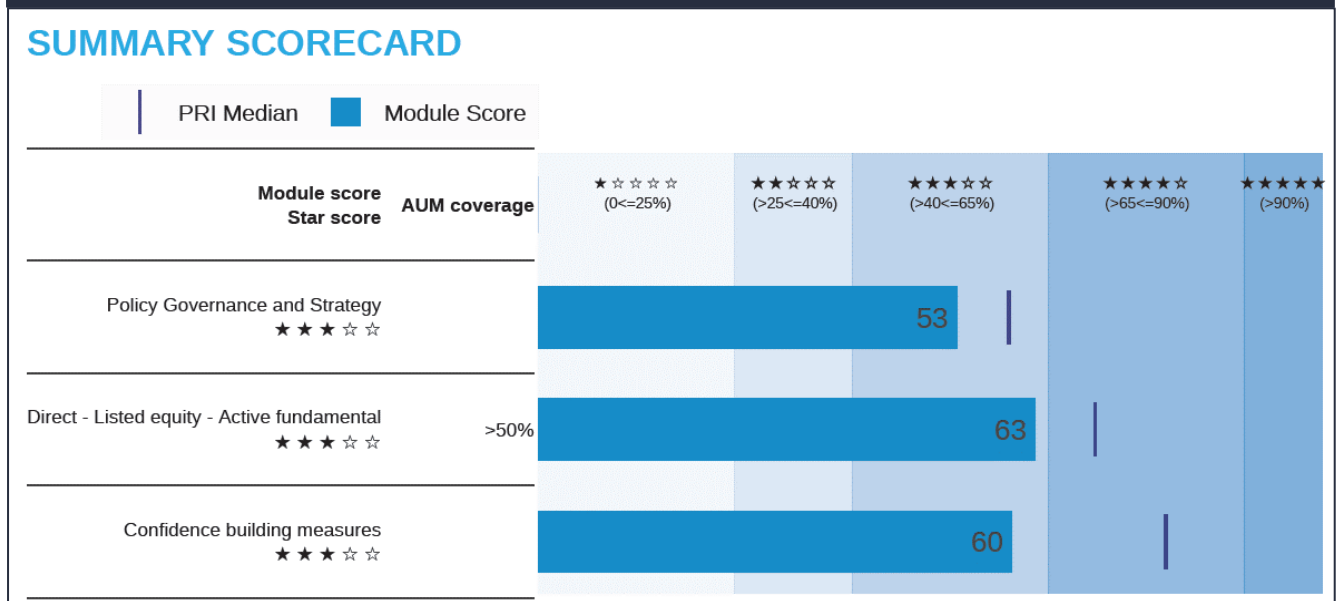 SUMMARY SCORECARD
PRI Median Module Score
Module score
Star score
AUM coverage
★☆☆☆☆
(0<=25%)
★★☆☆☆
(>25<=40%)
★★★☆☆
(>40<=65%)
★★★★☆
(>65<=90%)
★★★★★
(>90%)
Policy Governance and Strategy
★★★☆☆
53
Direct - Listed equity - Active fundamental
★★★☆☆
>50%
63
Confidence building measures
★★★☆☆
60